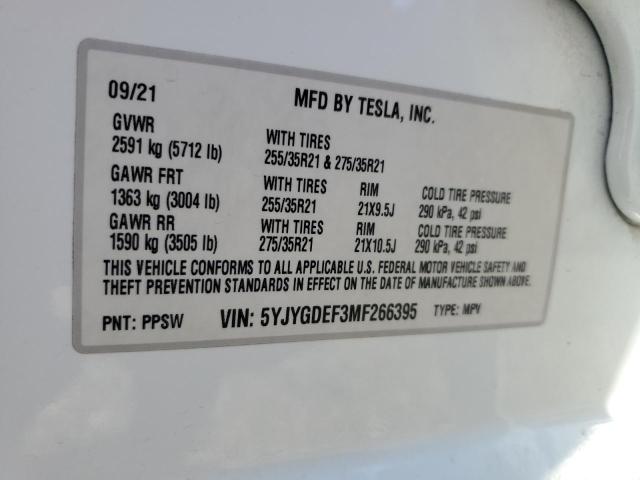 09/21 MFD BY TESLA, INC.
GVWR
2591 kg (5712 lb) WITH TIRES
255/35R21 & 275/35R21
GAWR FRT WITH TIRES RIM COLD TIRE PRESSURE
1363 kg (3004 lb) 255/35R21 21X9.5J 290 kPa, 42 psi
GAWR RR WITH TIRES RIM COLD TIRE PRESSURE
1590 kg (3505 lb) 275/35R21 21X10.5J 290 kPa, 42 psi
THIS VEHICLE CONFORMS TO ALL APPLICABLE U.S. FEDERAL MOTOR VEHICLE SAFETY AND
THEFT PREVENTION STANDARDS IN EFFECT ON THE DATE OF MANUFACTURE SHOWN ABOVE.
PNT: PPSW VIN: 5YJYGDEF3MF266395 TYPE: MPV